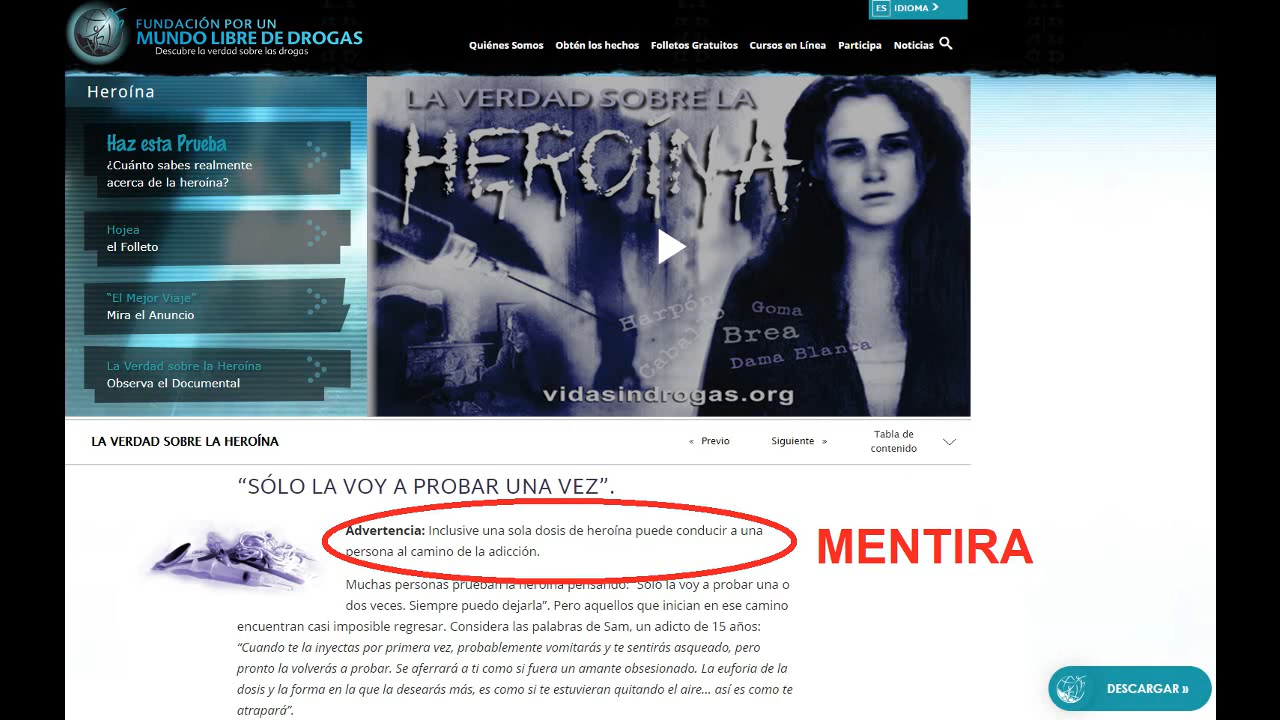 FUNDACIÓN POR UN
MUNDO LIBRE DE DROGAS
Descubre la verdad sobre las drogas
ES IDIOMA
Quiénes Somos Obtén los hechos Folletos Gratuitos Cursos en Línea Participa Noticias
Heroína
Haz esta Prueba
¿Cuánto sabes realmente
acerca de la heroína?
Hojea
el Folleto
“El Mejor Viaje”
Mira el Anuncio
La Verdad sobre la Heroína
Observa el Documental
LA VERDAD SOBRE LA
HEROÍNA
Harpón
Caballo
Goma
Brea
Dama Blanca
vidasindrogas.org
LA VERDAD SOBRE LA HEROÍNA
« Previo Siguiente » Tabla de
contenido
“SÓLO LA VOY A PROBAR UNA VEZ”.
Advertencia: Inclusive una sola dosis de heroína puede conducir a una
persona al camino de la adicción.
MENTIRA
Muchas personas prueban la heroína pensando: “Sólo la voy a probar una o
dos veces. Siempre puedo dejarla”. Pero aquellos que inician en ese camino
encuentran casi imposible regresar. Considera las palabras de Sam, un adicto de 15 años:
“Cuando te la inyectas por primera vez, probablemente vomitarás y te sentirás asqueado, pero
pronto la volverás a probar. Se aferrará a ti como si fuera un amante obsesionado. La euforia de la
dosis y la forma en la que la desearás más, es como si te estuvieran quitando el aire... así es como te
atrapará”.
DESCARGAR »